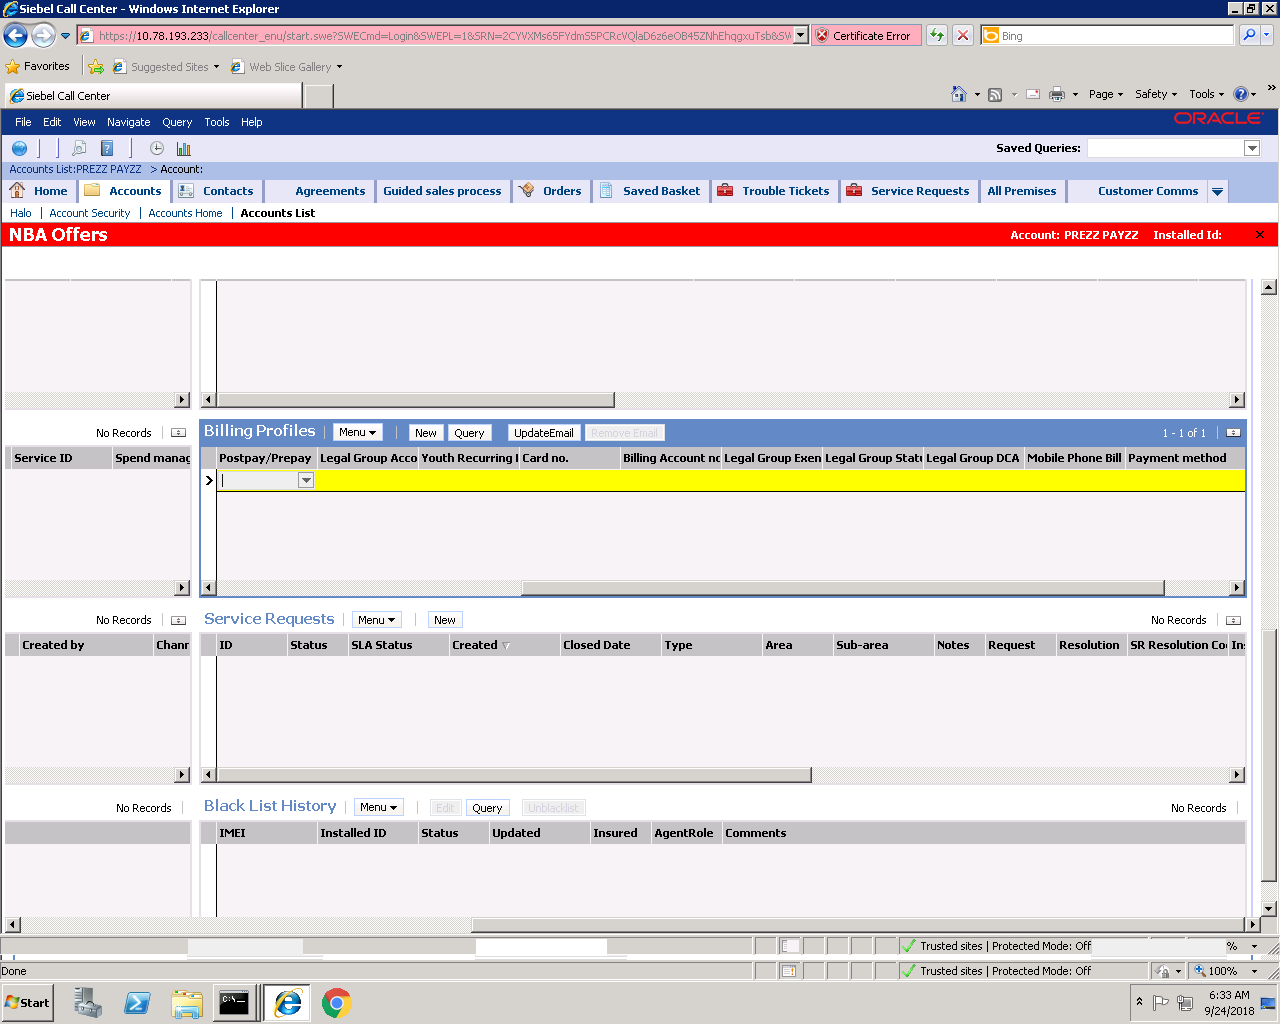 Siebel Call Center - Windows Internet Explorer
https://10.78.193.233/callcenter_enu/start.swe?SWECmd=Login&SWEPL=1&SRN= Certificate Error Bing
Favorites Suggested Sites Web Slice Gallery
Siebel Call Center Page Safety Tools
File Edit View Navigate Query Tools Help ORACLE
Saved Queries:
Accounts List:PREZZ PAYZZ > Account:
Home Accounts Contacts Agreements Guided sales process Orders Saved Basket Trouble Tickets Service Requests All Premises Customer Comms
Halo Account Security Accounts Home Accounts List
NBA Offers Account: PREZZ PAYZZ Installed Id:
No Records Billing Profiles Menu New Query UpdateEmail Remove Email 1 - 1 of 1
Service ID Spend manag Postpay/Prepay Legal Group Acco Youth Recurring Card no. Billing Account no Legal Group Exen Legal Group Statu Legal Group DCA Mobile Phone Bill Payment method
No Records Service Requests Menu New No Records
Created by Chann ID Status SLA Status Created Closed Date Type Area Sub-area Notes Request Resolution SR Resolution Co Ins
No Records Black List History Menu Edit Query Unblacklist No Records
IMEI Installed ID Status Updated Insured AgentRole Comments
Trusted sites | Protected Mode: Off %
Done Trusted sites | Protected Mode: Off 100%
Start C:\ 6:33 AM
9/24/2018